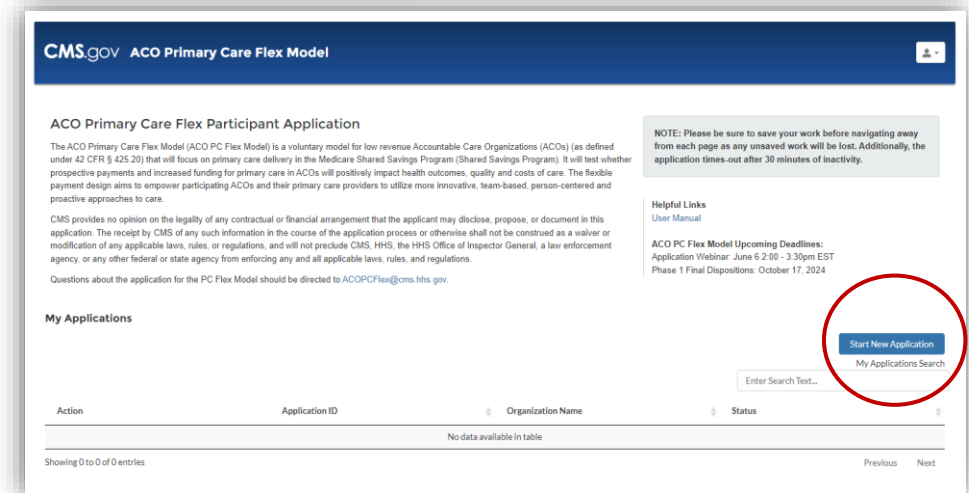 CMS.gov ACO Primary Care Flex Model
ACO Primary Care Flex Participant Application
The ACO Primary Care Flex Model (ACO PC Flex Model) is a voluntary model for low revenue Accountable Care Organizations (ACOs) (as defined
under 42 CFR § 425.20) that will focus on primary care delivery in the Medicare Shared Savings Program (Shared Savings Program). It will test whether
prospective payments and increased funding for primary care in ACOs will positively impact health outcomes, quality and costs of care. The flexible
payment design aims to empower participating ACOs and their primary care providers to utilize more innovative, team-based, person-centered and
proactive approaches to care.
CMS provides no opinion on the legality of any contractual or financial arrangement that the applicant may disclose, propose, or document in this
application. The receipt by CMS of any such information in the course of the application process or otherwise shall not be construed as a waiver or
modification of any applicable laws, rules, or regulations, and will not preclude CMS, HHS, the HHS Office of Inspector General, a law enforcement
agency, or any other federal or state agency from enforcing any and all applicable laws, rules, and regulations.
Questions about the application for the PC Flex Model should be directed to ACOPCFlex@cms.hhs.gov.
NOTE: Please be sure to save your work before navigating away
from each page as any unsaved work will be lost. Additionally, the
application times-out after 30 minutes of inactivity.
Helpful Links
User Manual
ACO PC Flex Model Upcoming Deadlines:
Application Webinar: June 6 2:00 - 3:30pm EST
Phase 1 Final Dispositions: October 17, 2024
My Applications
Start New Application
My Applications Search
Enter Search Text...
Action Application ID Organization Name Status
No data available in table
Showing 0 to 0 of 0 entries
Previous Next